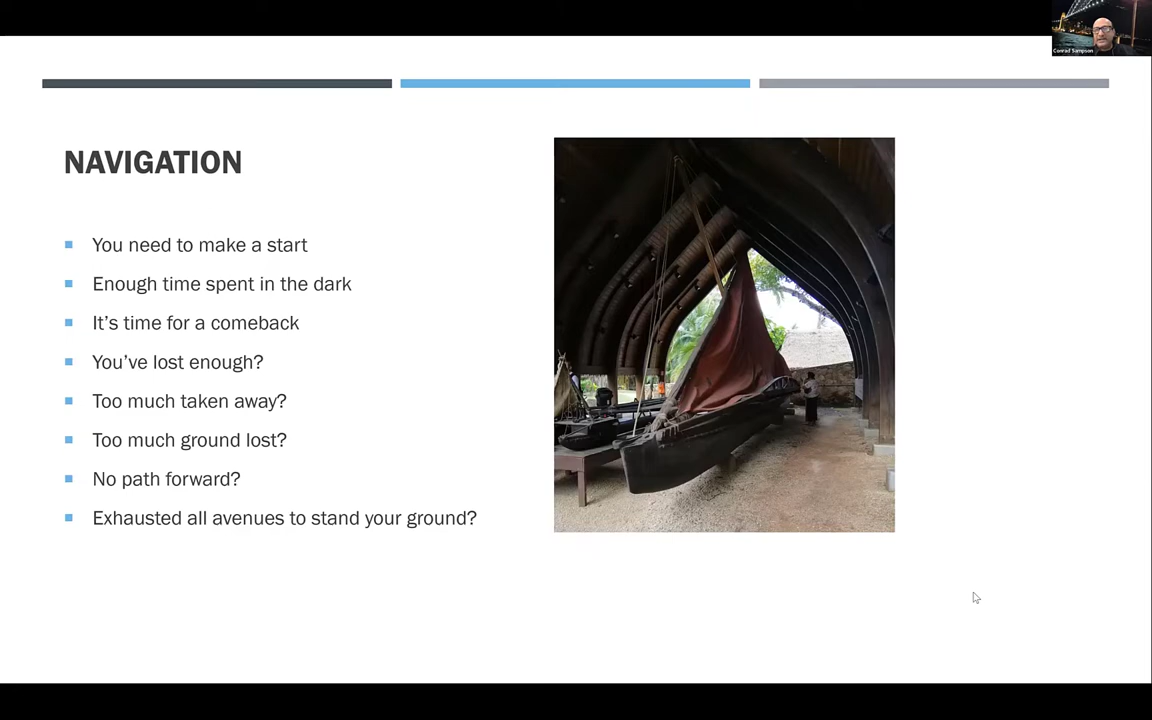 Conrad Sampson
NAVIGATION
You need to make a start
Enough time spent in the dark
It's time for a comeback
You've lost enough?
Too much taken away?
Too much ground lost?
No path forward?
Exhausted all avenues to stand your ground?